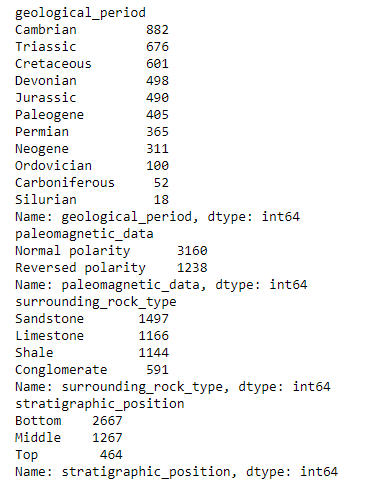 geological_period
Cambrian         882
Triassic         676
Cretaceous       601
Devonian         498
Jurassic         490
Paleogene        405
Permian          365
Neogene          311
Ordovician       100
Carboniferous     52
Silurian          18
Name: geological_period, dtype: int64
paleomagnetic_data
Normal polarity      3160
Reversed polarity    1238
Name: paleomagnetic_data, dtype: int64
surrounding_rock_type
Sandstone       1497
Limestone       1166
Shale           1144
Conglomerate     591
Name: surrounding_rock_type, dtype: int64
stratigraphic_position
Bottom    2667
Middle    1267
Top        464
Name: stratigraphic_position, dtype: int64